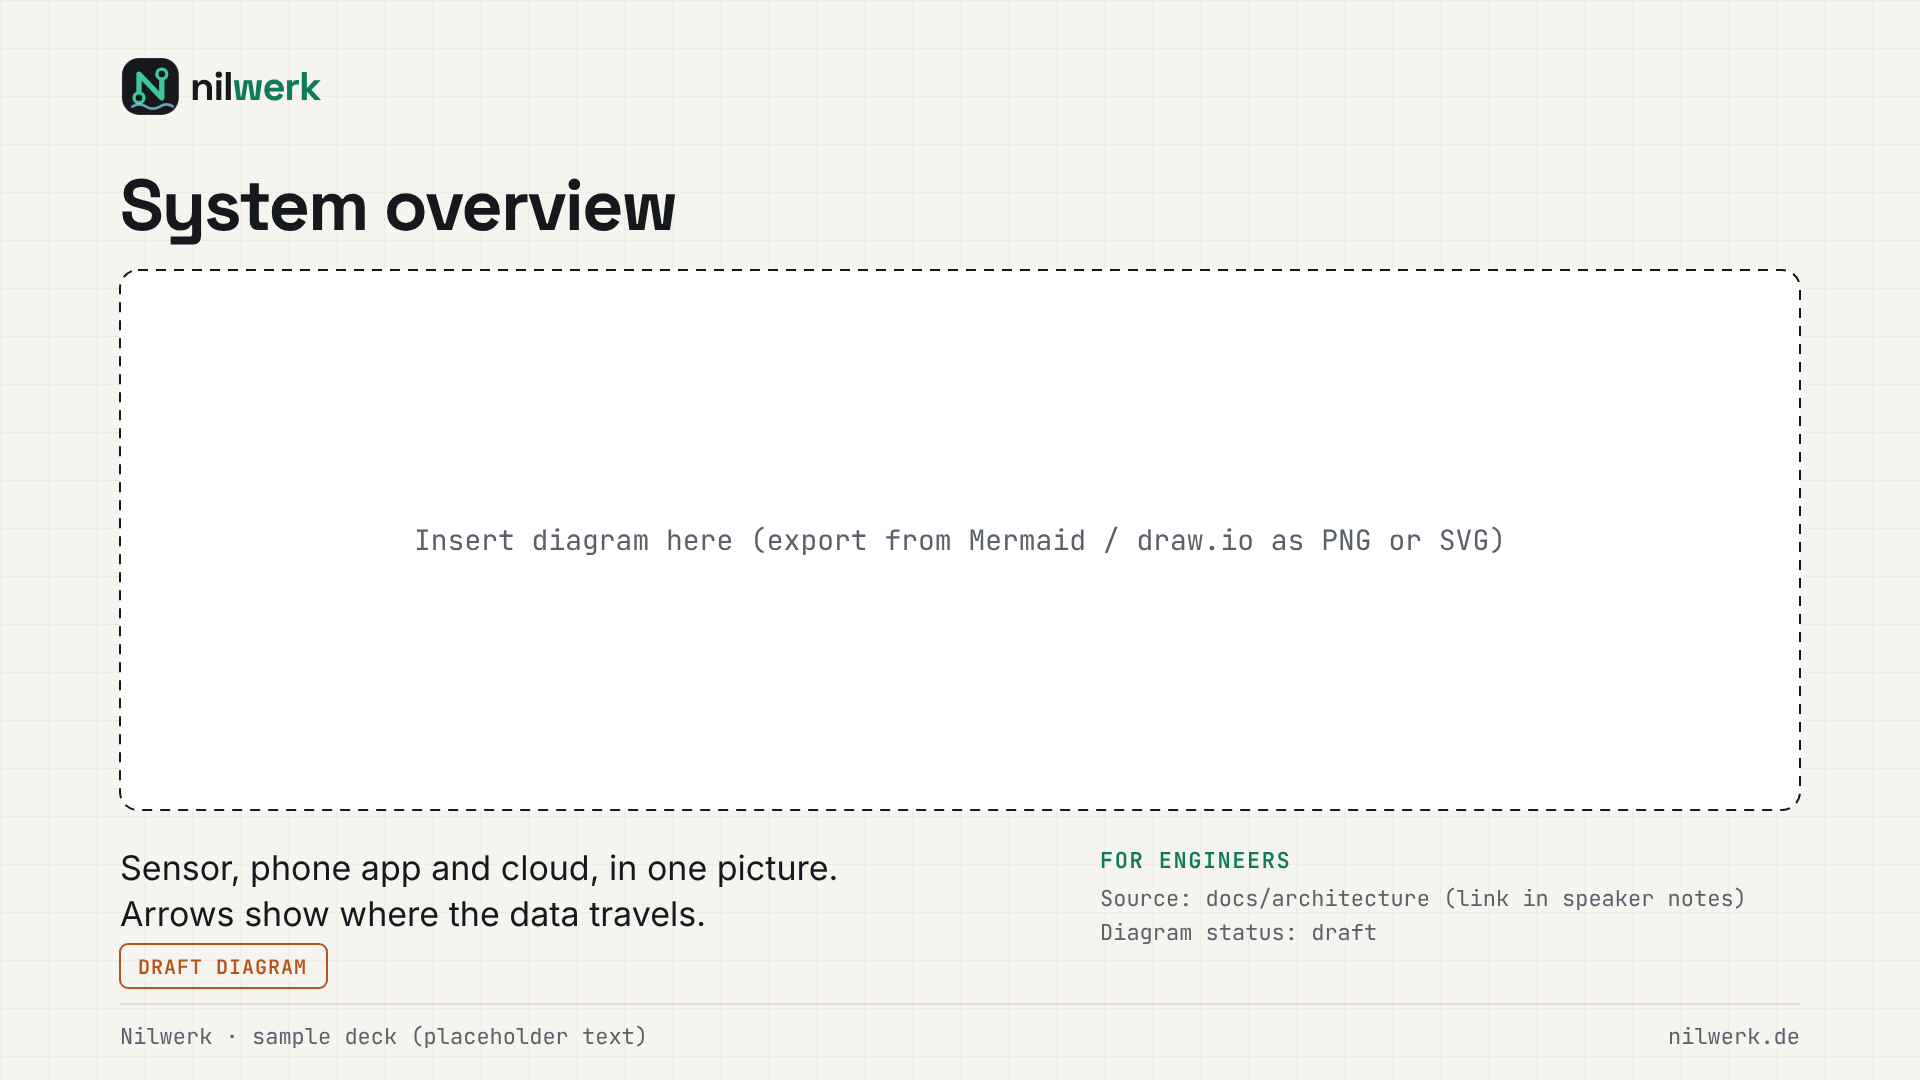 nilwerk
System overview
Insert diagram here (export from Mermaid / draw.io as PNG or SVG)
Sensor, phone app and cloud, in one picture.
Arrows show where the data travels.
DRAFT DIAGRAM
FOR ENGINEERS
Source: docs/architecture (link in speaker notes)
Diagram status: draft
Nilwerk · sample deck (placeholder text)
nilwerk.de